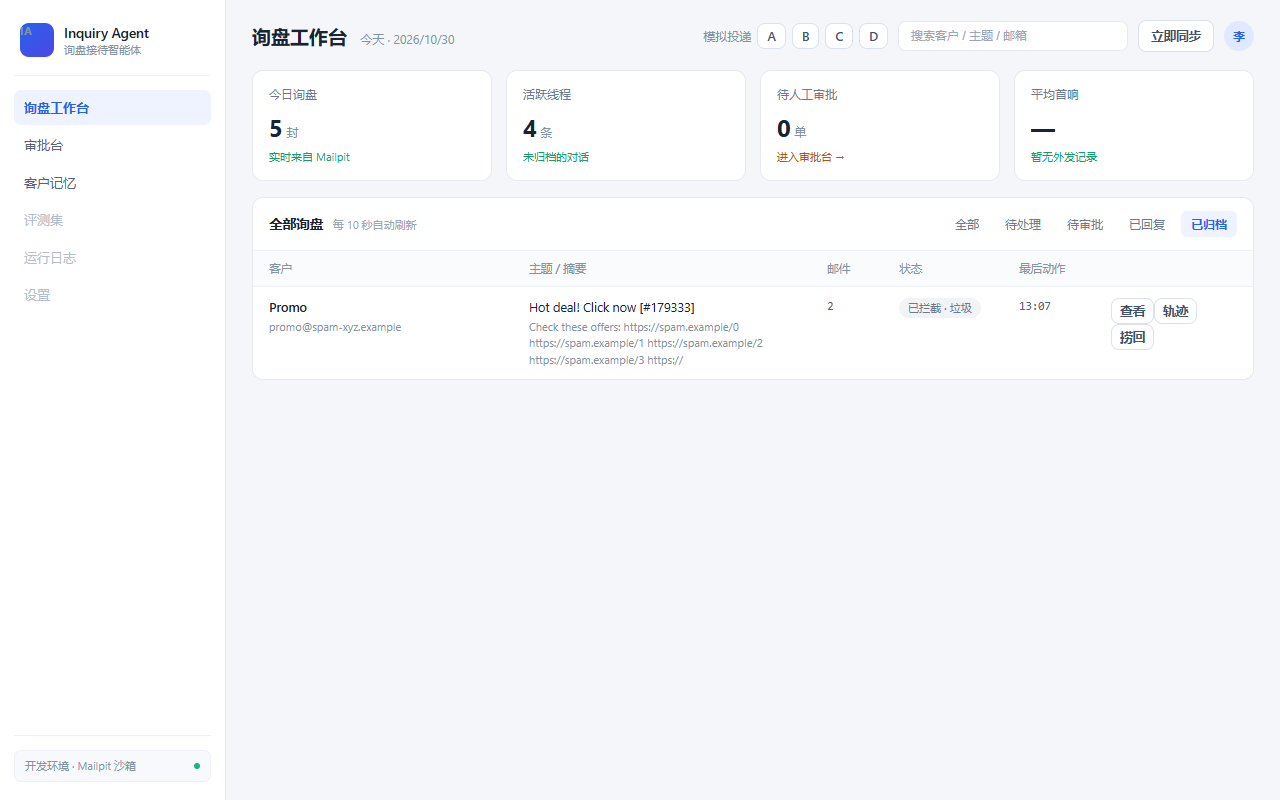 IA
Inquiry Agent
询盘接待智能体
询盘工作台
审批台
客户记忆
评测集
运行日志
设置
开发环境 · Mailpit 沙箱
询盘工作台 今天 · 2026/10/30
模拟投递 A B C D 搜索客户 / 主题 / 邮箱 立即同步 李
今日询盘
5 封
实时来自 Mailpit
活跃线程
4 条
未归档的对话
待人工审批
0 单
进入审批台 →
平均首响
—
暂无外发记录
全部询盘 每 10 秒自动刷新
全部 待处理 待审批 已回复 已归档
客户 主题 / 摘要 邮件 状态 最后动作
Promo
promo@spam-xyz.example
Hot deal! Click now [#179333]
Check these offers: https://spam.example/0
https://spam.example/1 https://spam.example/2
https://spam.example/3 https://
2
已拦截 · 垃圾
13:07
查看 轨迹
捞回